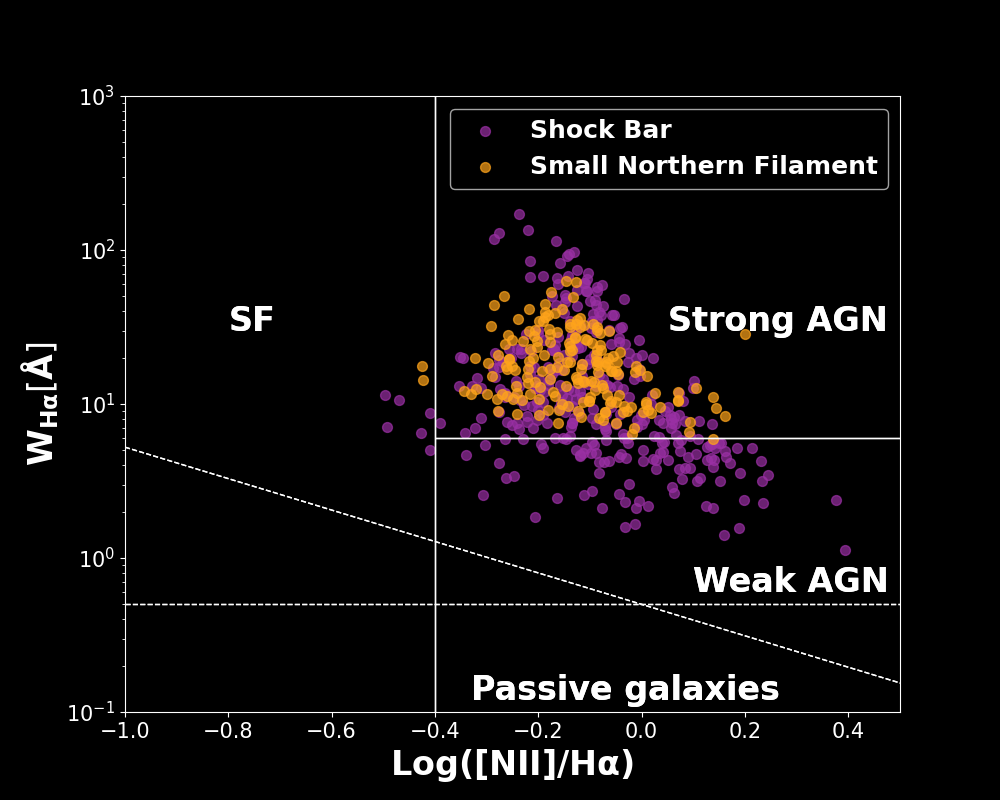 10³
Shock Bar
Small Northern Filament
10²
SF
Strong AGN
W_Hα[Å]
10¹
10⁰
Weak AGN
Passive galaxies
10⁻¹
−1.0 −0.8 −0.6 −0.4 −0.2 0.0 0.2 0.4
Log([NII]/Hα)